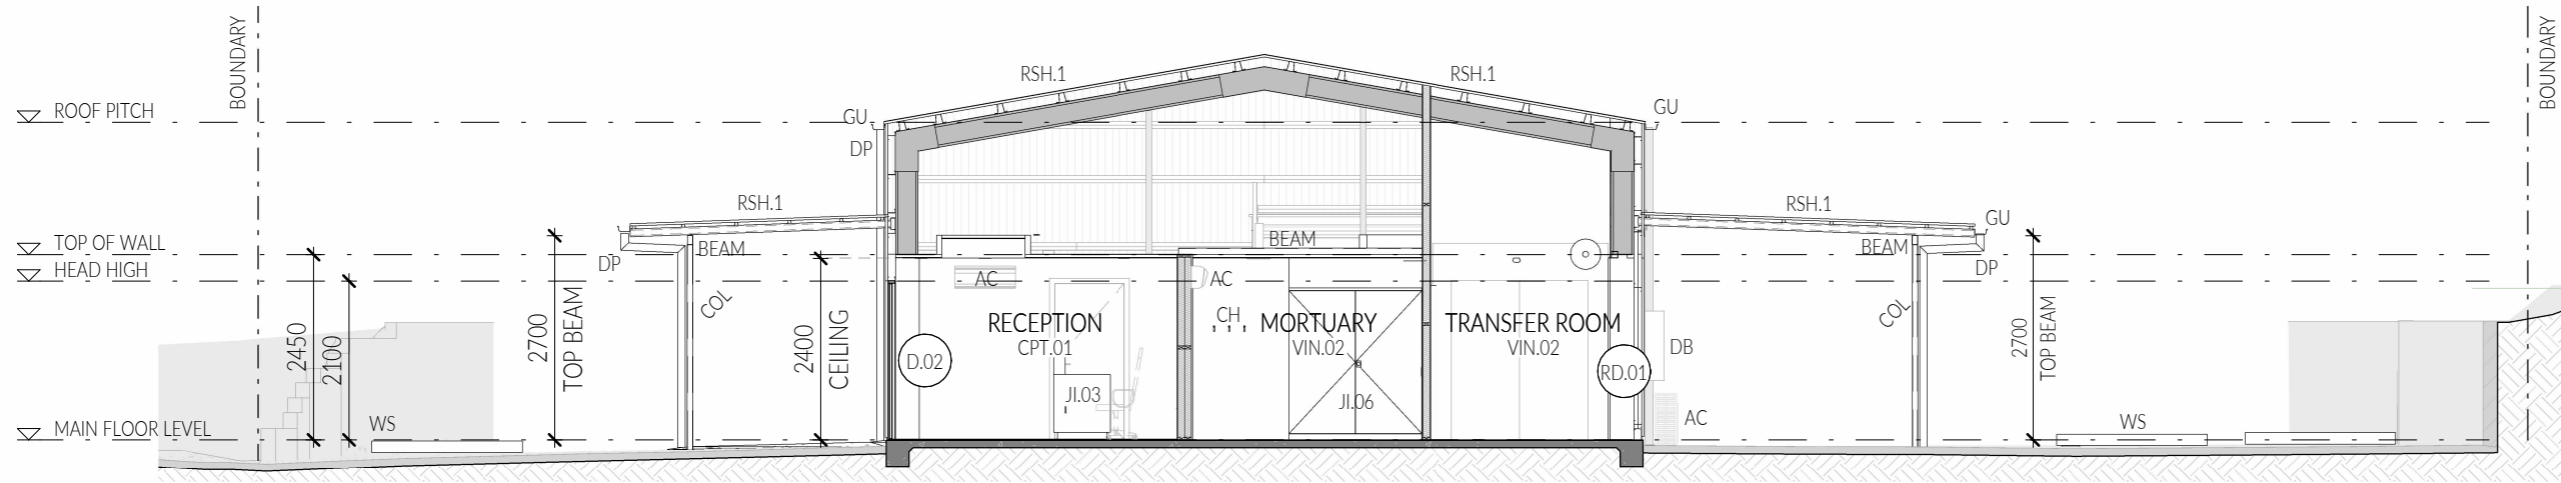 BOUNDARY
BOUNDARY
RSH.1
RSH.1
ROOF PITCH
GU
GU
DP
RSH.1
RSH.1
GU
TOP OF WALL
BEAM
BEAM
BEAM
HEAD HIGH
DP
DP
AC
AC
COL
COL
2450
2100
2700
TOP BEAM
2400
CEILING
RECEPTION
CPT.01
CH
MORTUARY
VIN.02
TRANSFER ROOM
VIN.02
2700
TOP BEAM
D.02
DB
RD.01
JI.03
JI.06
MAIN FLOOR LEVEL
WS
AC
WS